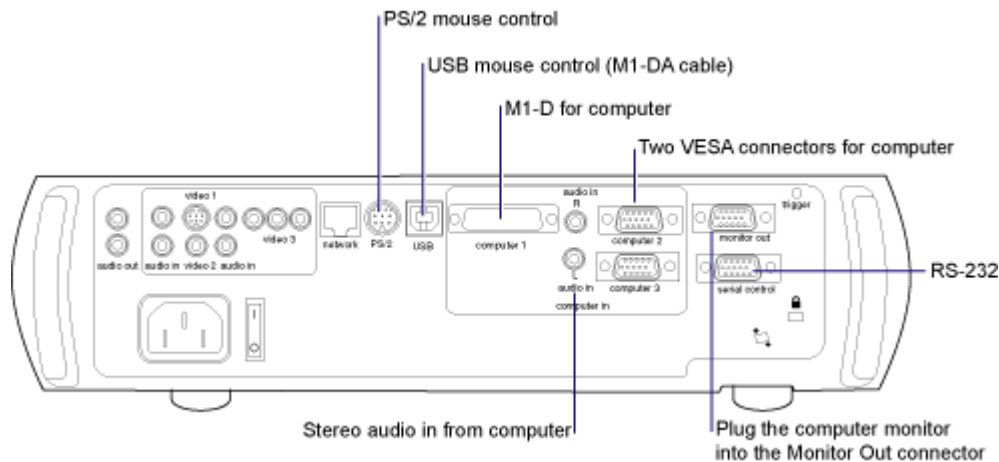 PS/2 mouse control
USB mouse control (M1-DA cable)
M1-D for computer
Two VESA connectors for computer
video 1
audio in
R
trigger
video 3
network
PS/2
USB
computer 1
computer 2
monitor out
audio out
audio in
video 2
audio in
L
audio in
computer 3
serial control
RS-232
computer in
I
O
Stereo audio in from computer
Plug the computer monitor
into the Monitor Out connector